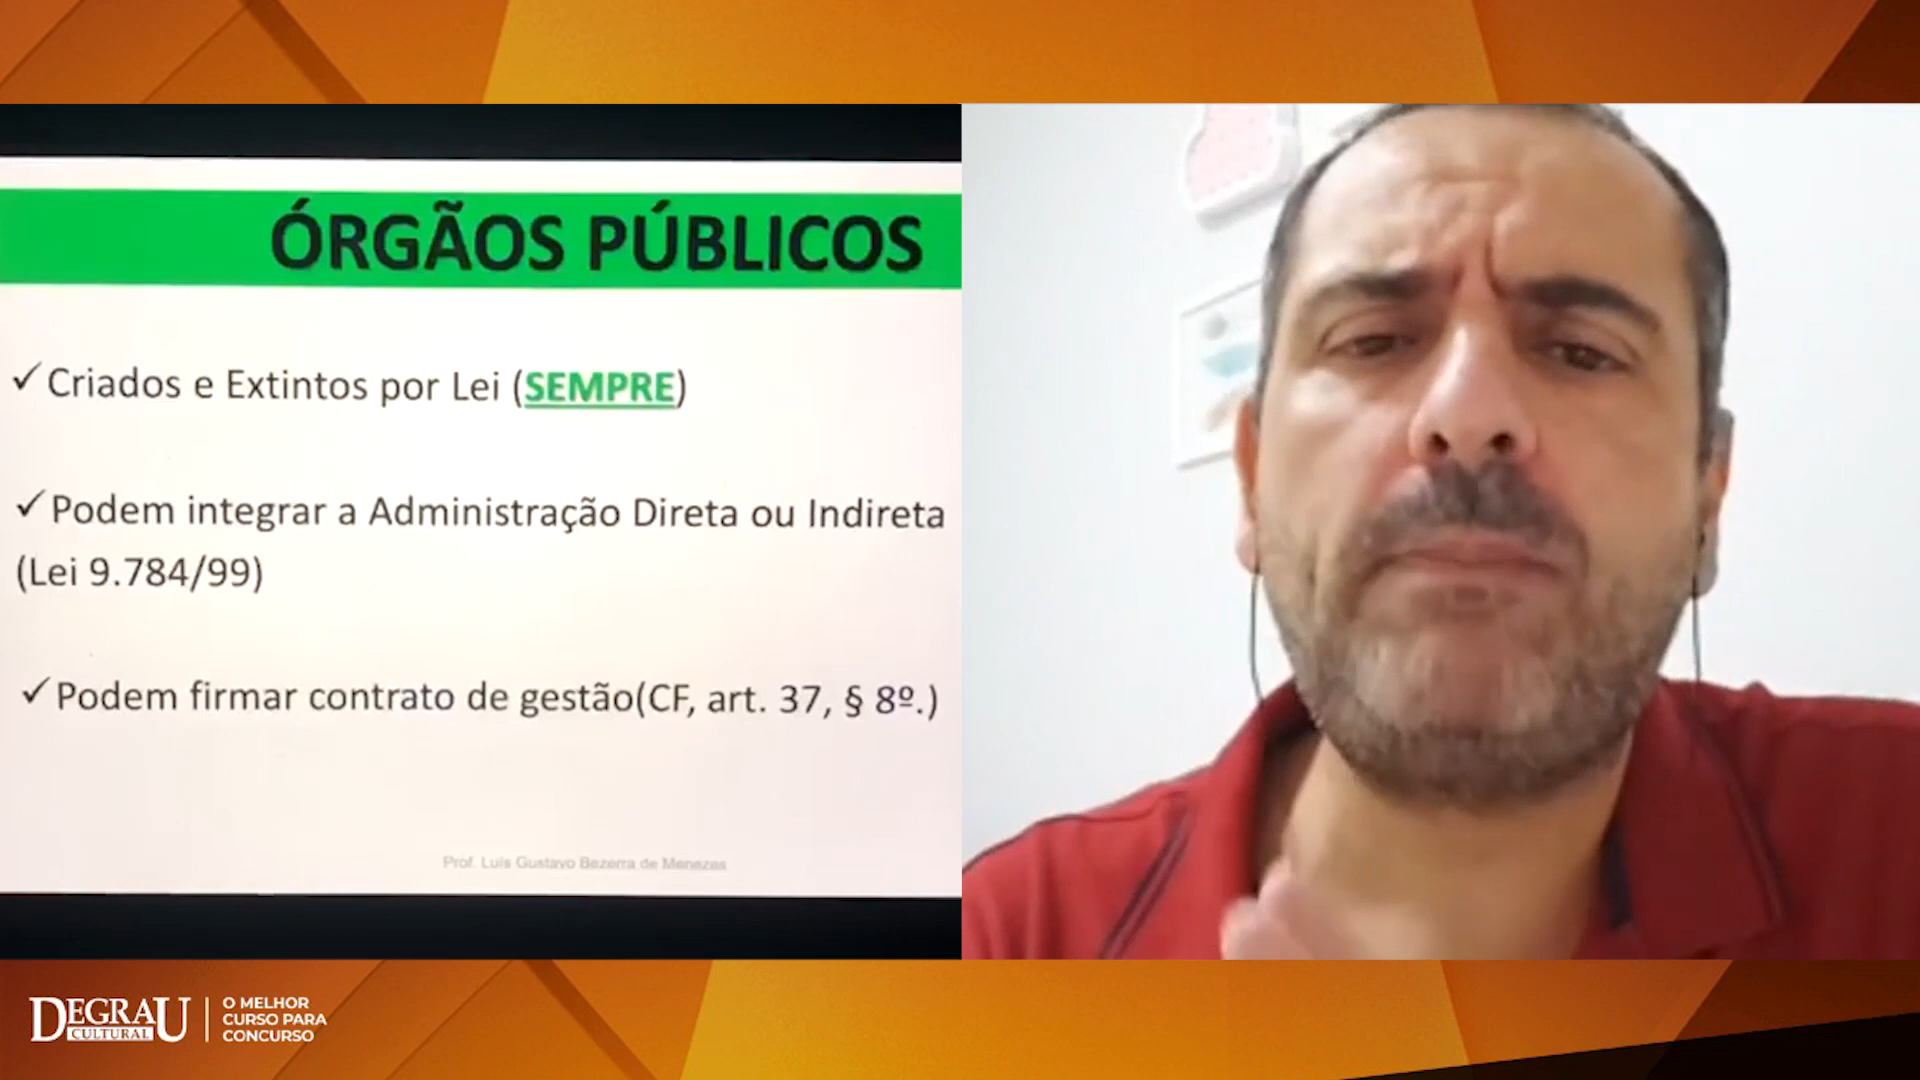 ÓRGÃOS PÚBLICOS
✓Criados e Extintos por Lei (SEMPRE)
✓Podem integrar a Administração Direta ou Indireta
(Lei 9.784/99)
✓Podem firmar contrato de gestão(CF, art. 37, § 8º.)
Prof. Luis Gustavo Bezerra de Menezes
DEGRAU
CULTURAL
O MELHOR
CURSO PARA
CONCURSO